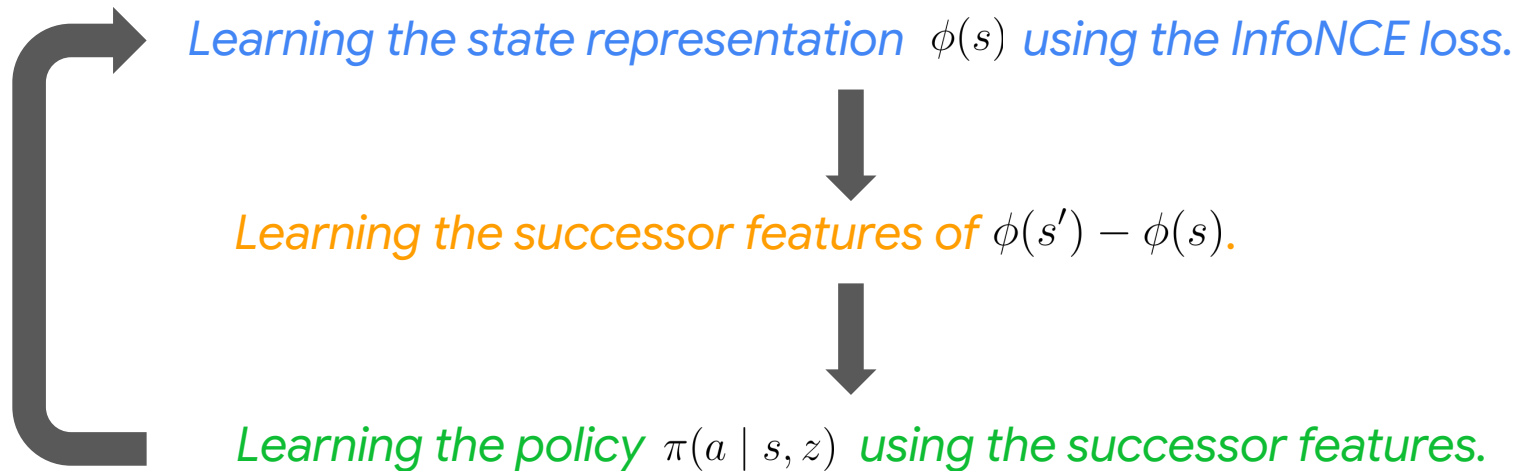 Learning the state representation ϕ(s) using the InfoNCE loss.
Learning the successor features of ϕ(s′) − ϕ(s).
Learning the policy π(a | s, z) using the successor features.